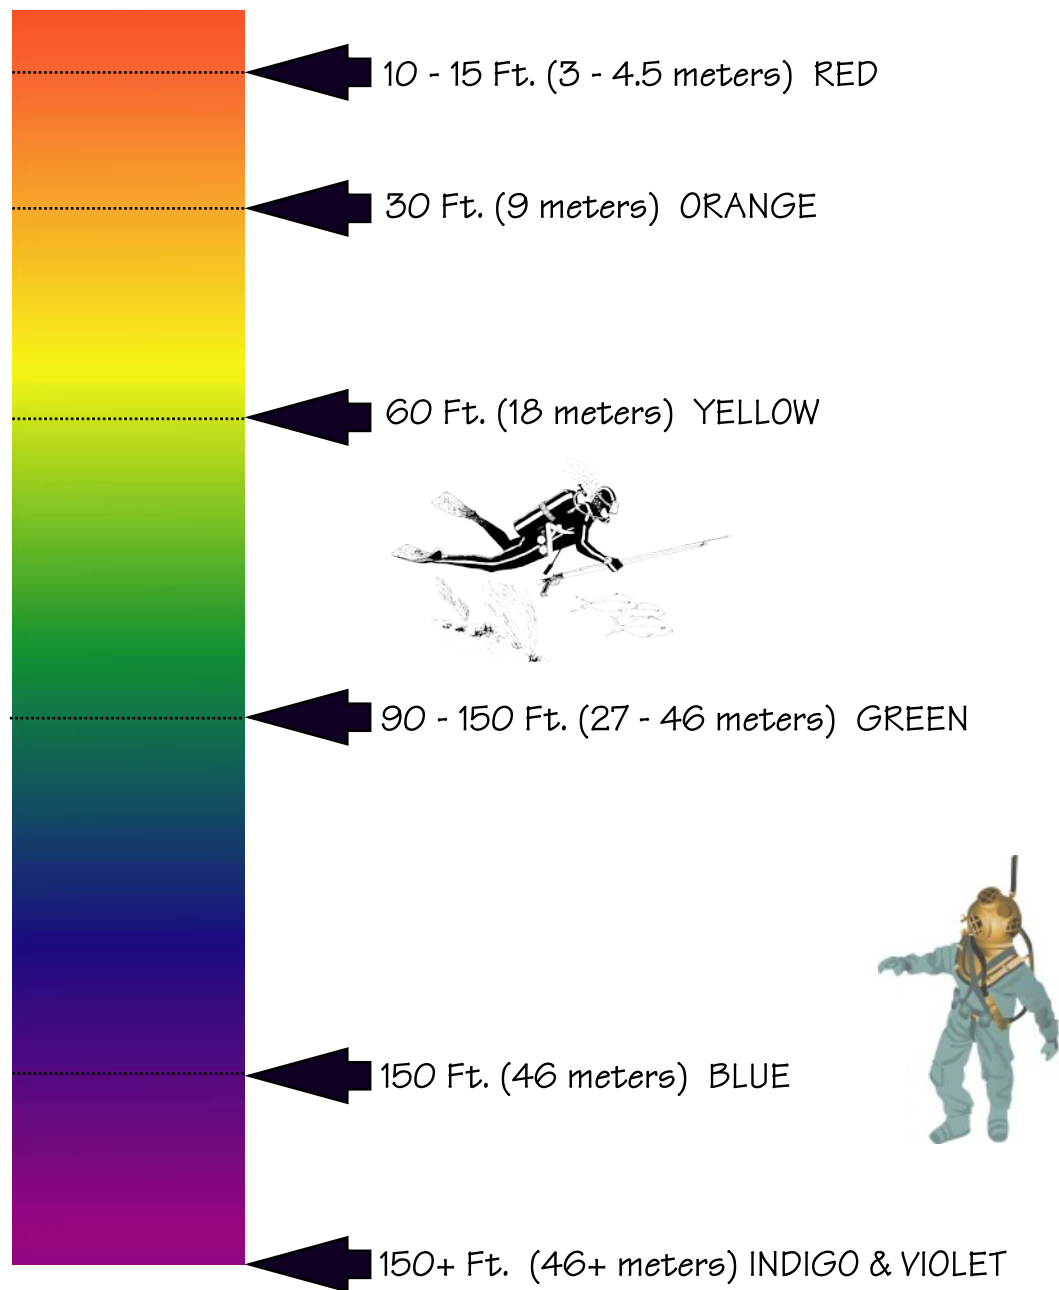 10 - 15 Ft. (3 - 4.5 meters) RED
30 Ft. (9 meters) ORANGE
60 Ft. (18 meters) YELLOW
90 - 150 Ft. (27 - 46 meters) GREEN
150 Ft. (46 meters) BLUE
150+ Ft. (46+ meters) INDIGO & VIOLET